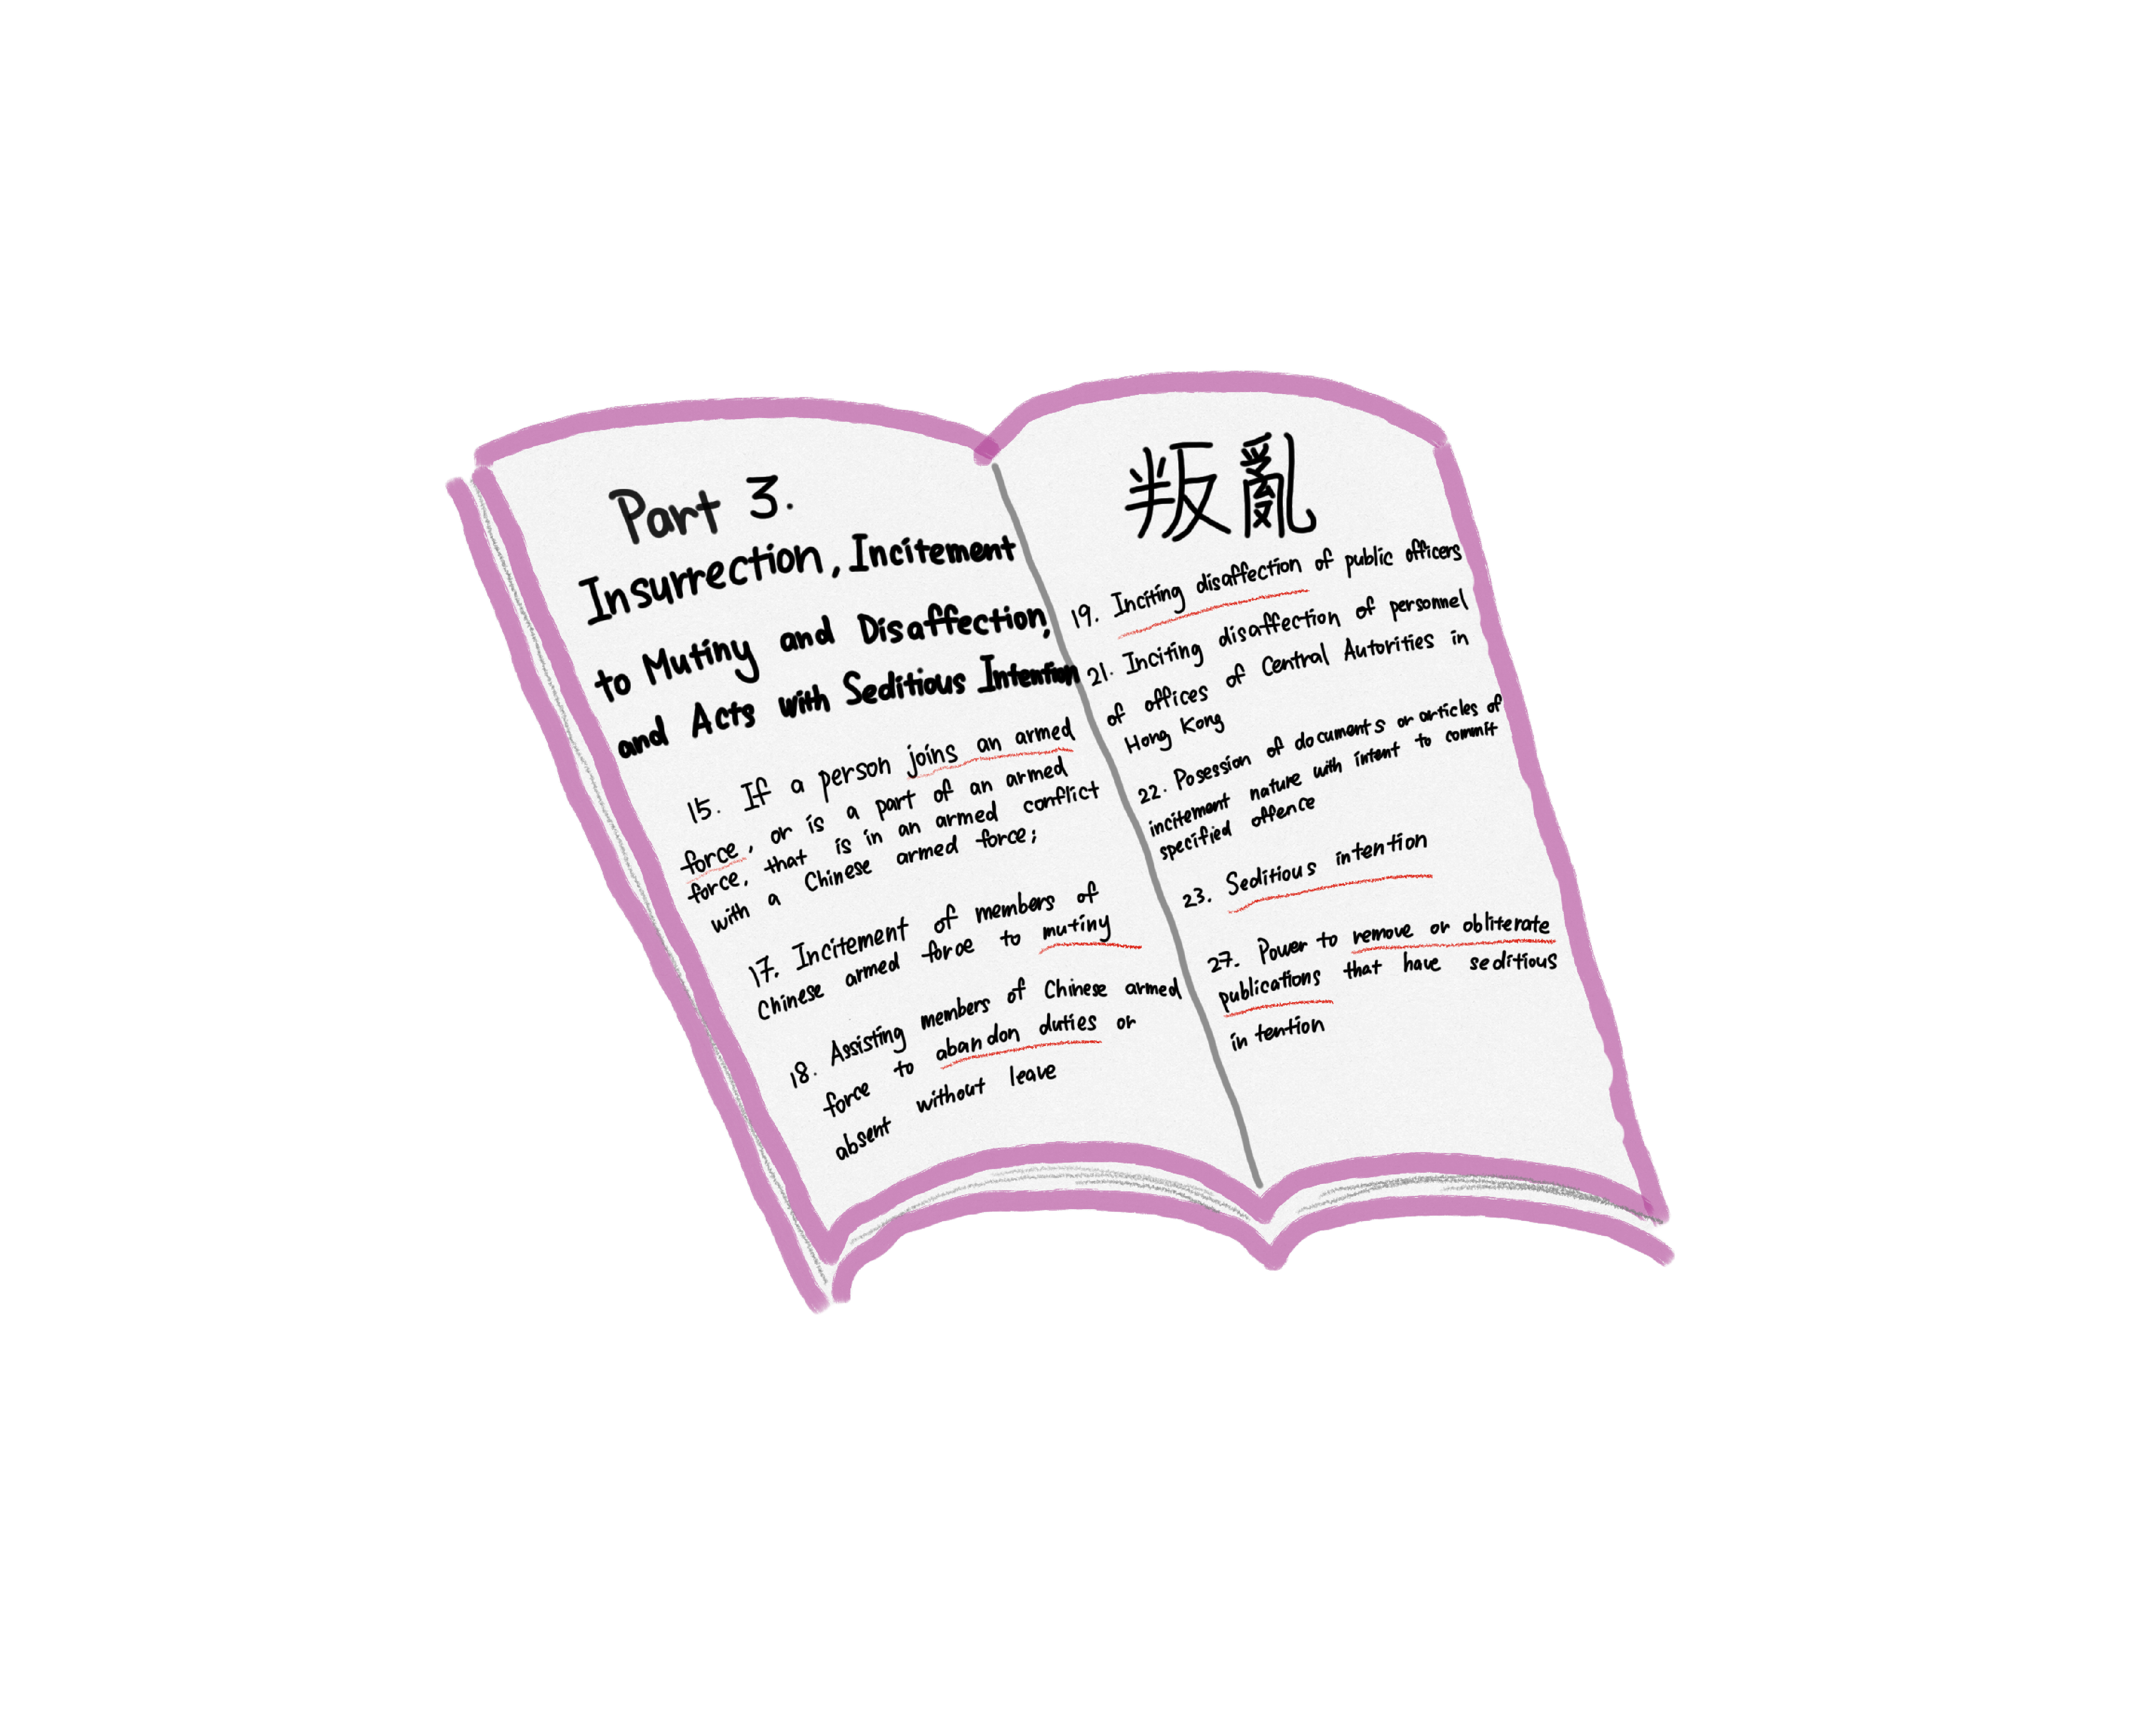 Part 3.
Insurrection, Incitement
to Mutiny and Disaffection,
and Acts with Seditious Intention
15. If a person joins an armed
force, or is a part of an armed
force, that is in an armed conflict
with a Chinese armed force;
17. Incitement of members of
Chinese armed force to mutiny
18. Assisting members of Chinese armed
force to abandon duties or
absent without leave
叛亂
19. Inciting disaffection of public officers
21. Inciting disaffection of personnel
of offices of Central Autorities in
Hong Kong
22. Posession of documents or articles of
incitement nature with intent to commit
specified offence
23. Seditious intention
27. Power to remove or obliterate
publications that have seditious
intention